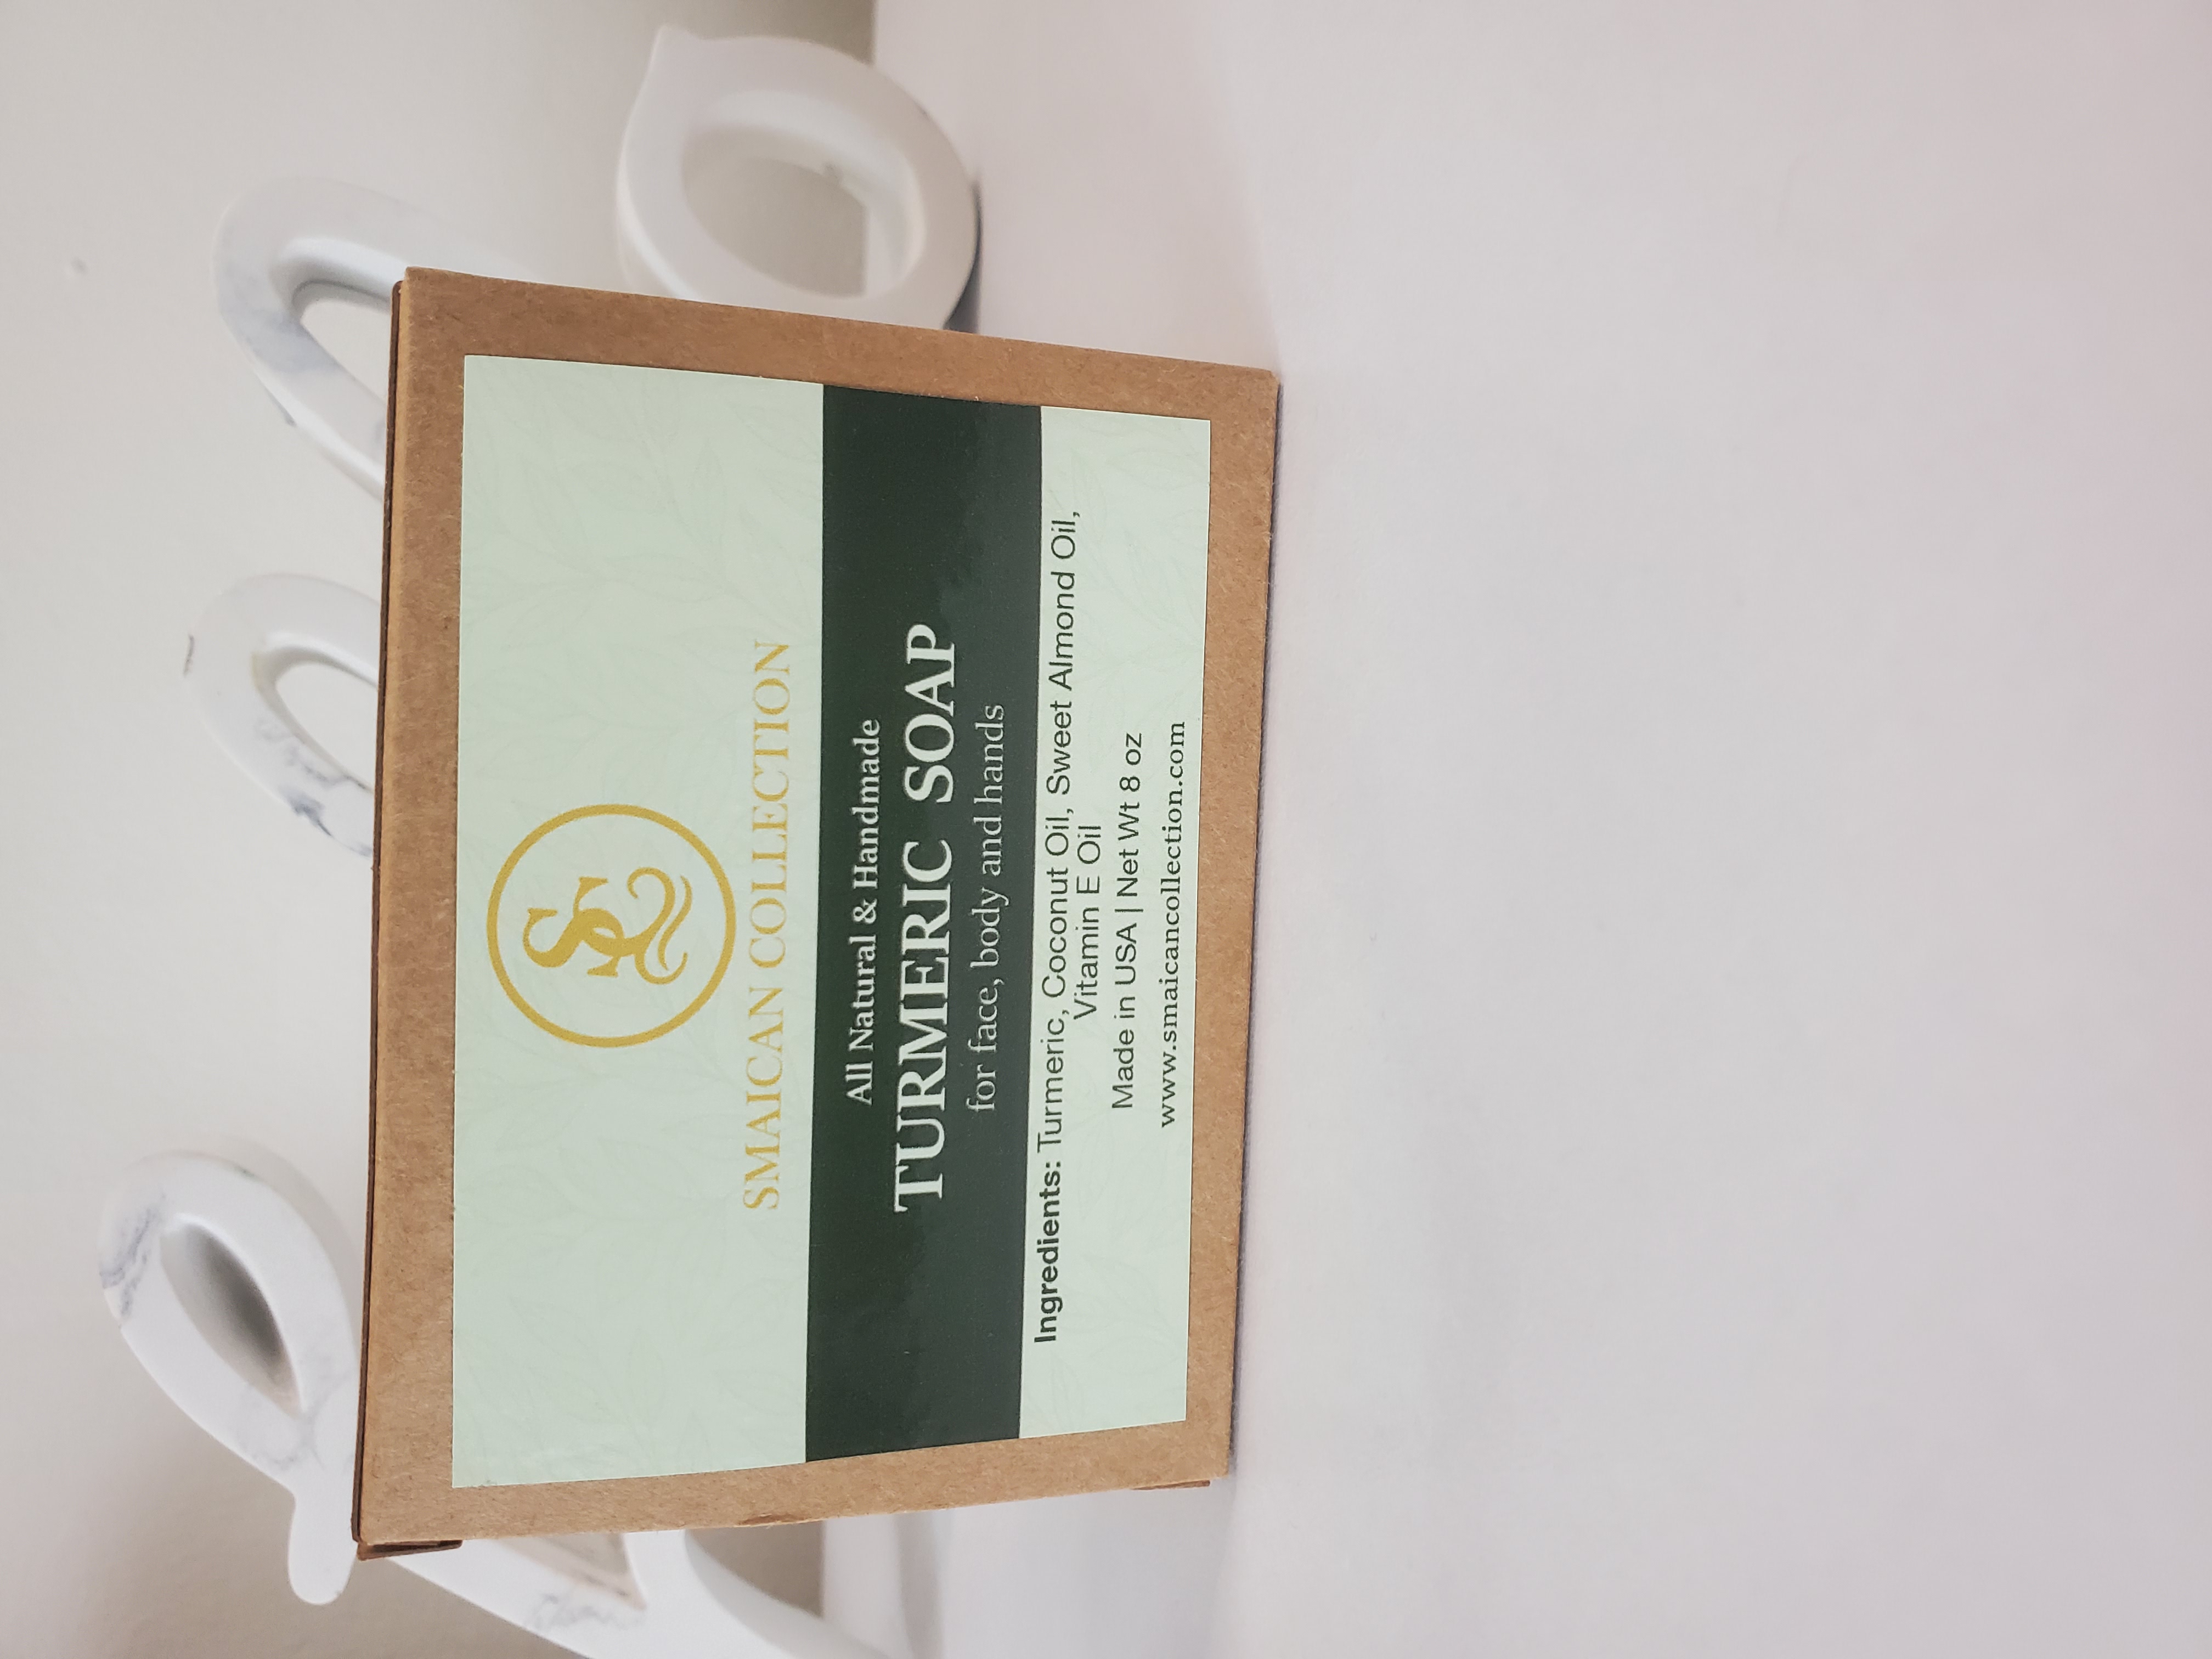 SC
SMAICAN COLLECTION
All Natural & Handmade
TURMERIC SOAP
for face, body and hands
Ingredients: Turmeric, Coconut Oil, Sweet Almond Oil,
Vitamin E Oil
Made in USA | Net Wt 8 oz
www.smaicancollection.com